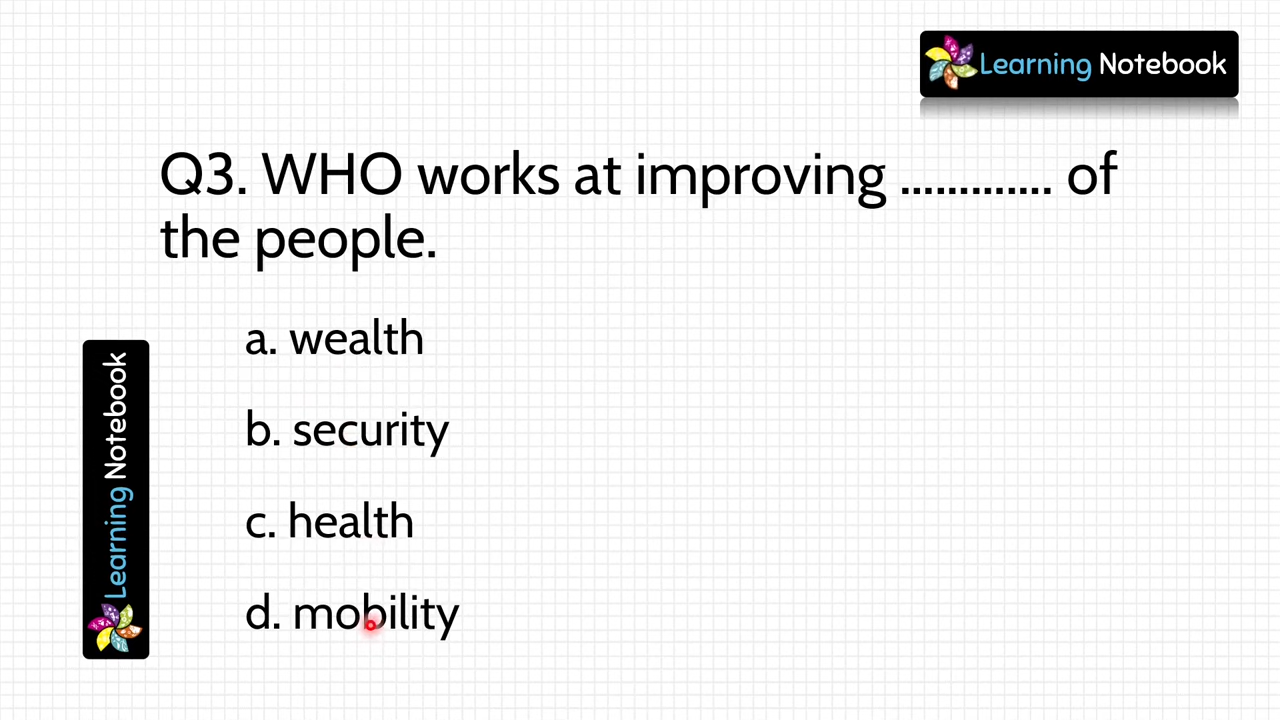 Learning Notebook
Q3. WHO works at improving ............. of
the people.
a. wealth
b. security
c. health
d. mobility
Learning Notebook